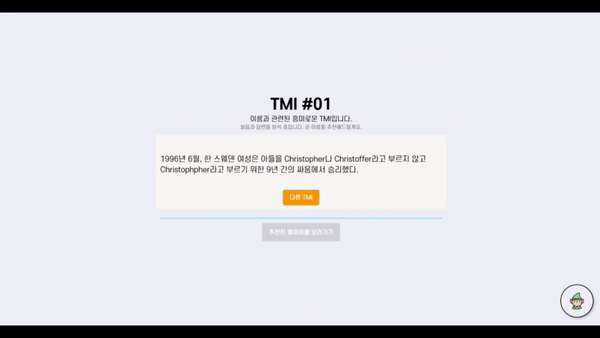 TMI #01
이름과 관련된 흥미로운 TMI입니다.
발음과 답변을 분석 중입니다. 곧 이름을 추천해드릴게요.
1996년 6월, 한 스웨덴 여성은 아들을 Christopher나 Christoffer라고 부르지 않고
Christophpher라고 부르기 위한 9년 간의 싸움에서 승리했다.
다른 TMI
추천된 영어이름 보러가기